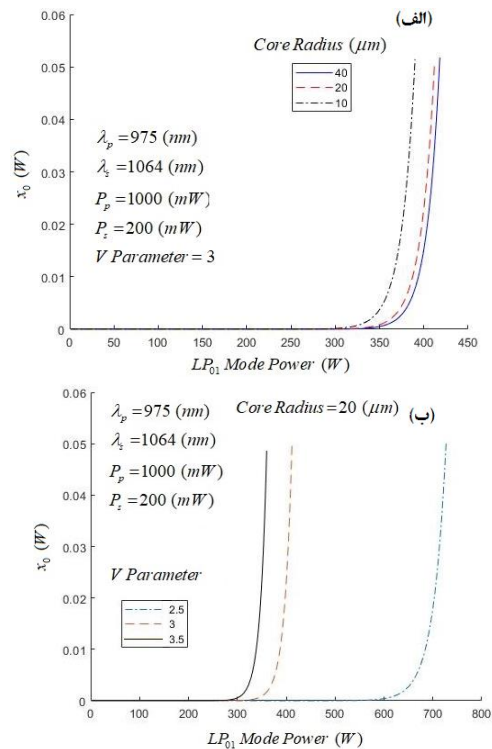 (الف)
Core Radius (μm)
40
20
10
λp =975 (nm)
λs =1064 (nm)
Pp =1000 (mW)
Ps =200 (mW)
V Parameter = 3
x0 (W)
0.06
0.05
0.04
0.03
0.02
0.01
0
0 50 100 150 200 250 300 350 400 450
LP01 Mode Power (W)
(ب)
Core Radius =20 (μm)
λp =975 (nm)
λs =1064 (nm)
Pp =1000 (mW)
Ps =200 (mW)
V Parameter
2.5
3
3.5
x0 (W)
0.06
0.05
0.04
0.03
0.02
0.01
0
0 100 200 300 400 500 600 700 800
LP01 Mode Power (W)